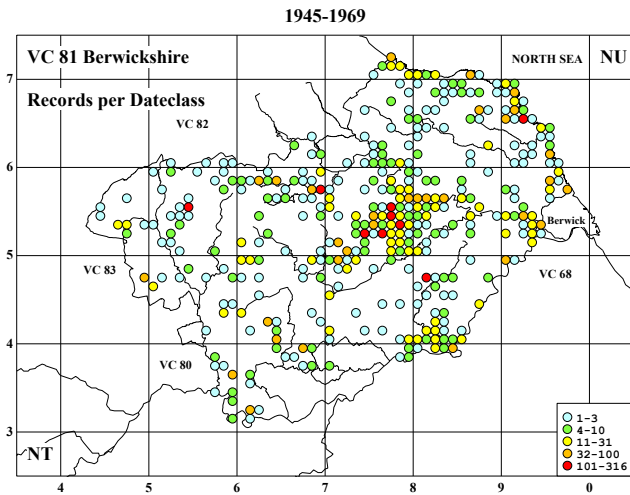 1945-1969
VC 81 Berwickshire
NORTH SEA
NU
7
Records per Dateclass
VC 82
6
Berwick
5
VC 83
VC 68
4
VC 80
1-3
4-10
11-31
3
32-100
NT
101-316
4 5 6 7 8 9 0